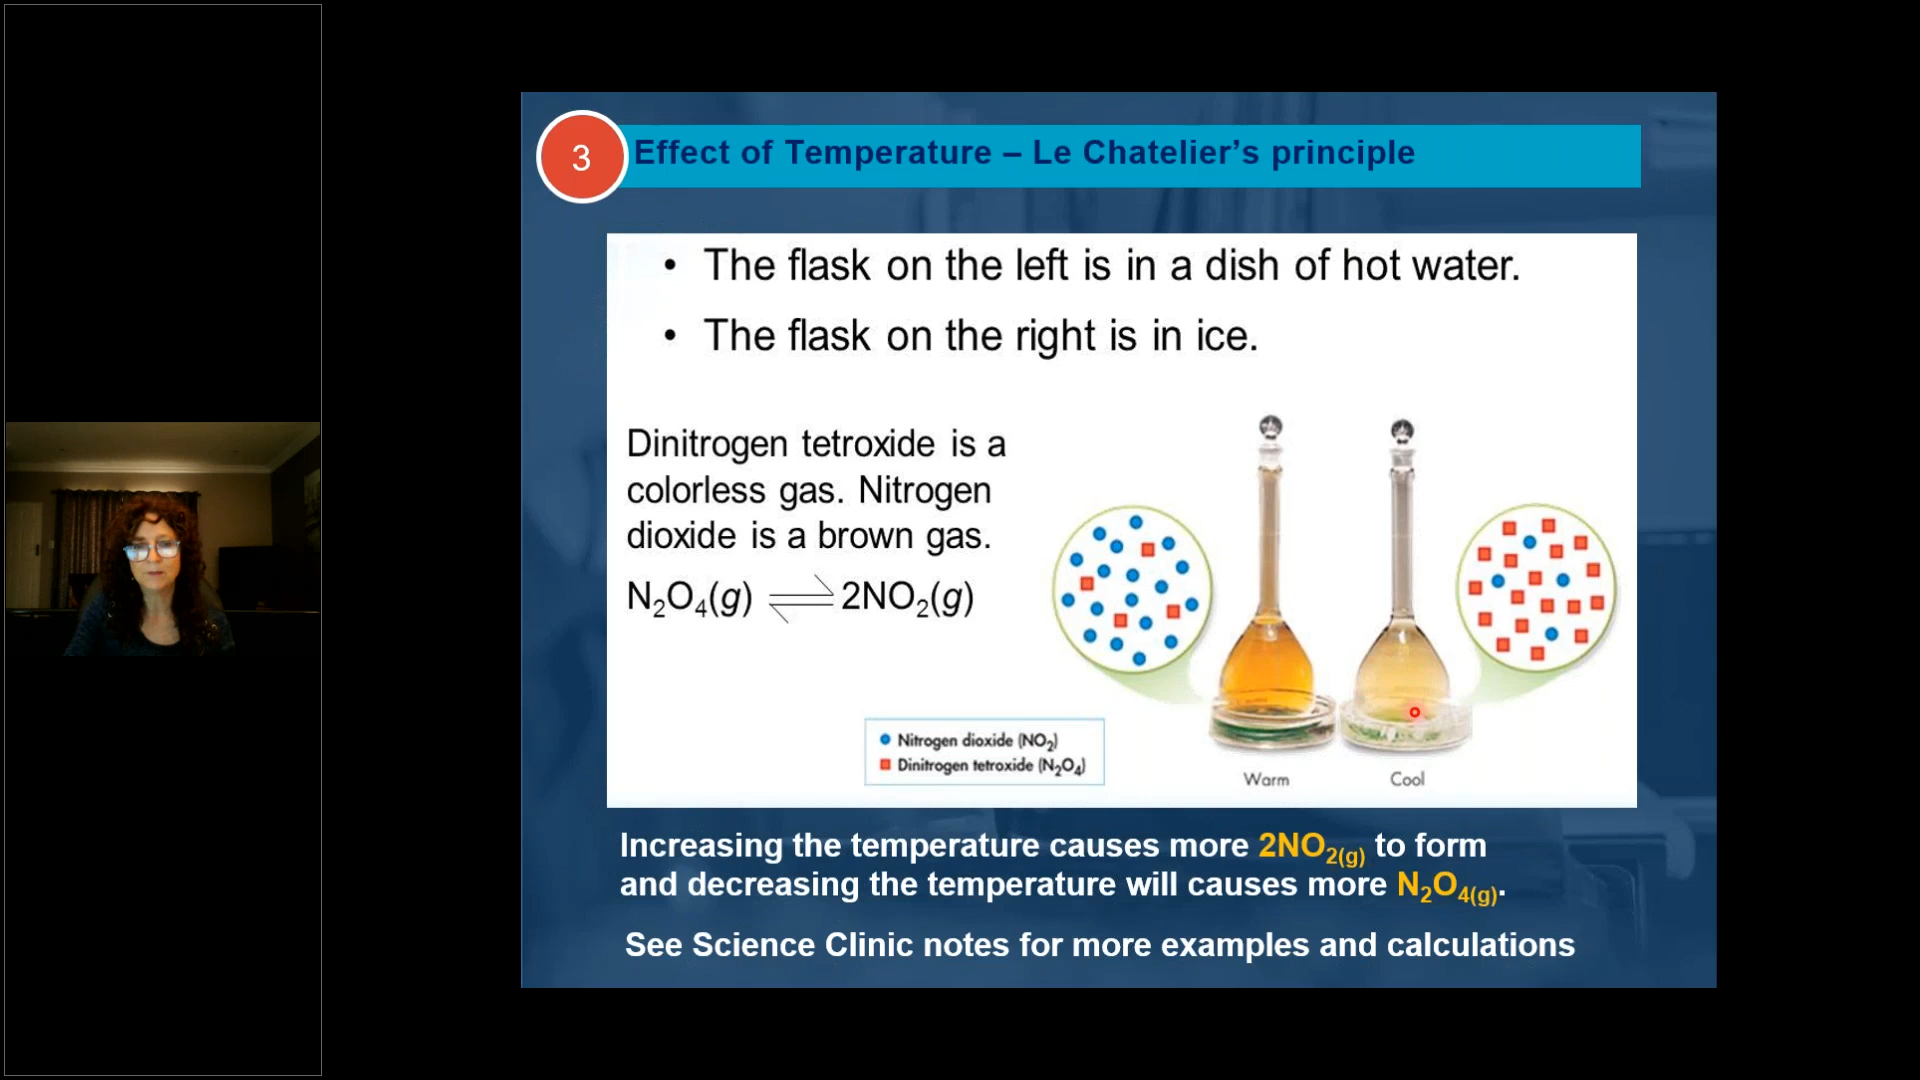 3
Effect of Temperature – Le Chatelier’s principle
• The flask on the left is in a dish of hot water.
• The flask on the right is in ice.
Dinitrogen tetroxide is a
colorless gas. Nitrogen
dioxide is a brown gas.
N₂O₄(g) ⇌ 2NO₂(g)
Nitrogen dioxide (NO₂)
Dinitrogen tetroxide (N₂O₄)
Warm
Cool
Increasing the temperature causes more 2NO₂(g) to form
and decreasing the temperature will causes more N₂O₄(g).
See Science Clinic notes for more examples and calculations